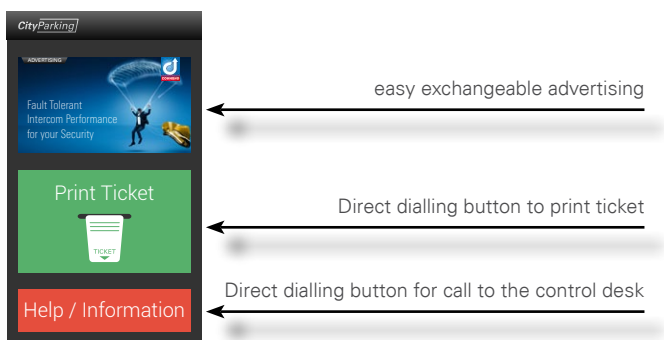 CityParking
ADVERTISING
COMMEND
Fault Tolerant
Intercom Performance
for your Security
easy exchangeable advertising
Print Ticket
TICKET
Direct dialling button to print ticket
Help / Information
Direct dialling button for call to the control desk